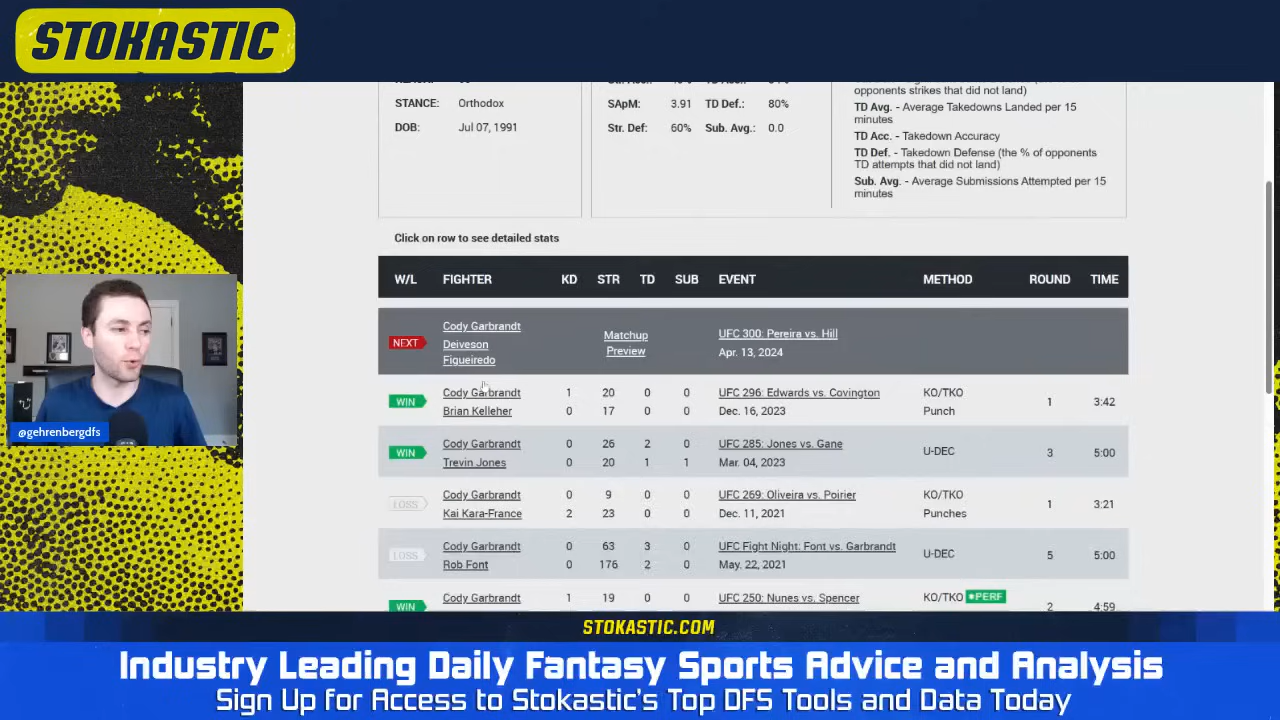 STOKASTIC
opponents strikes that did not land)
STANCE: Orthodox
SApM: 3.91 TD Def.: 80%
TD Avg. - Average Takedowns Landed per 15
minutes
DOB: Jul 07, 1991
Str. Def: 60% Sub. Avg.: 0.0
TD Acc. - Takedown Accuracy
TD Def. - Takedown Defense (the % of opponents
TD attempts that did not land)
Sub. Avg. - Average Submissions Attempted per 15
minutes
Click on row to see detailed stats
W/L FIGHTER KD STR TD SUB EVENT METHOD ROUND TIME
NEXT
Cody Garbrandt
Deiveson
Figueiredo
Matchup
Preview
UFC 300: Pereira vs. Hill
Apr. 13, 2024
WIN
Cody Garbrandt 1 20 0 0 UFC 296: Edwards vs. Covington KO/TKO 1 3:42
Brian Kelleher 0 17 0 0 Dec. 16, 2023 Punch
WIN
Cody Garbrandt 0 26 2 0 UFC 285: Jones vs. Gane U-DEC 3 5:00
Trevin Jones 0 20 1 1 Mar. 04, 2023
LOSS
Cody Garbrandt 0 9 0 0 UFC 269: Oliveira vs. Poirier KO/TKO 1 3:21
Kai Kara-France 2 23 0 0 Dec. 11, 2021 Punches
LOSS
Cody Garbrandt 0 63 3 0 UFC Fight Night: Font vs. Garbrandt U-DEC 5 5:00
Rob Font 0 176 2 0 May. 22, 2021
WIN
Cody Garbrandt 1 19 0 0 UFC 250: Nunes vs. Spencer KO/TKO PERF 2 4:59
@gehrenbergdfs
STOKASTIC.COM
Industry Leading Daily Fantasy Sports Advice and Analysis
Sign Up for Access to Stokastic's Top DFS Tools and Data Today